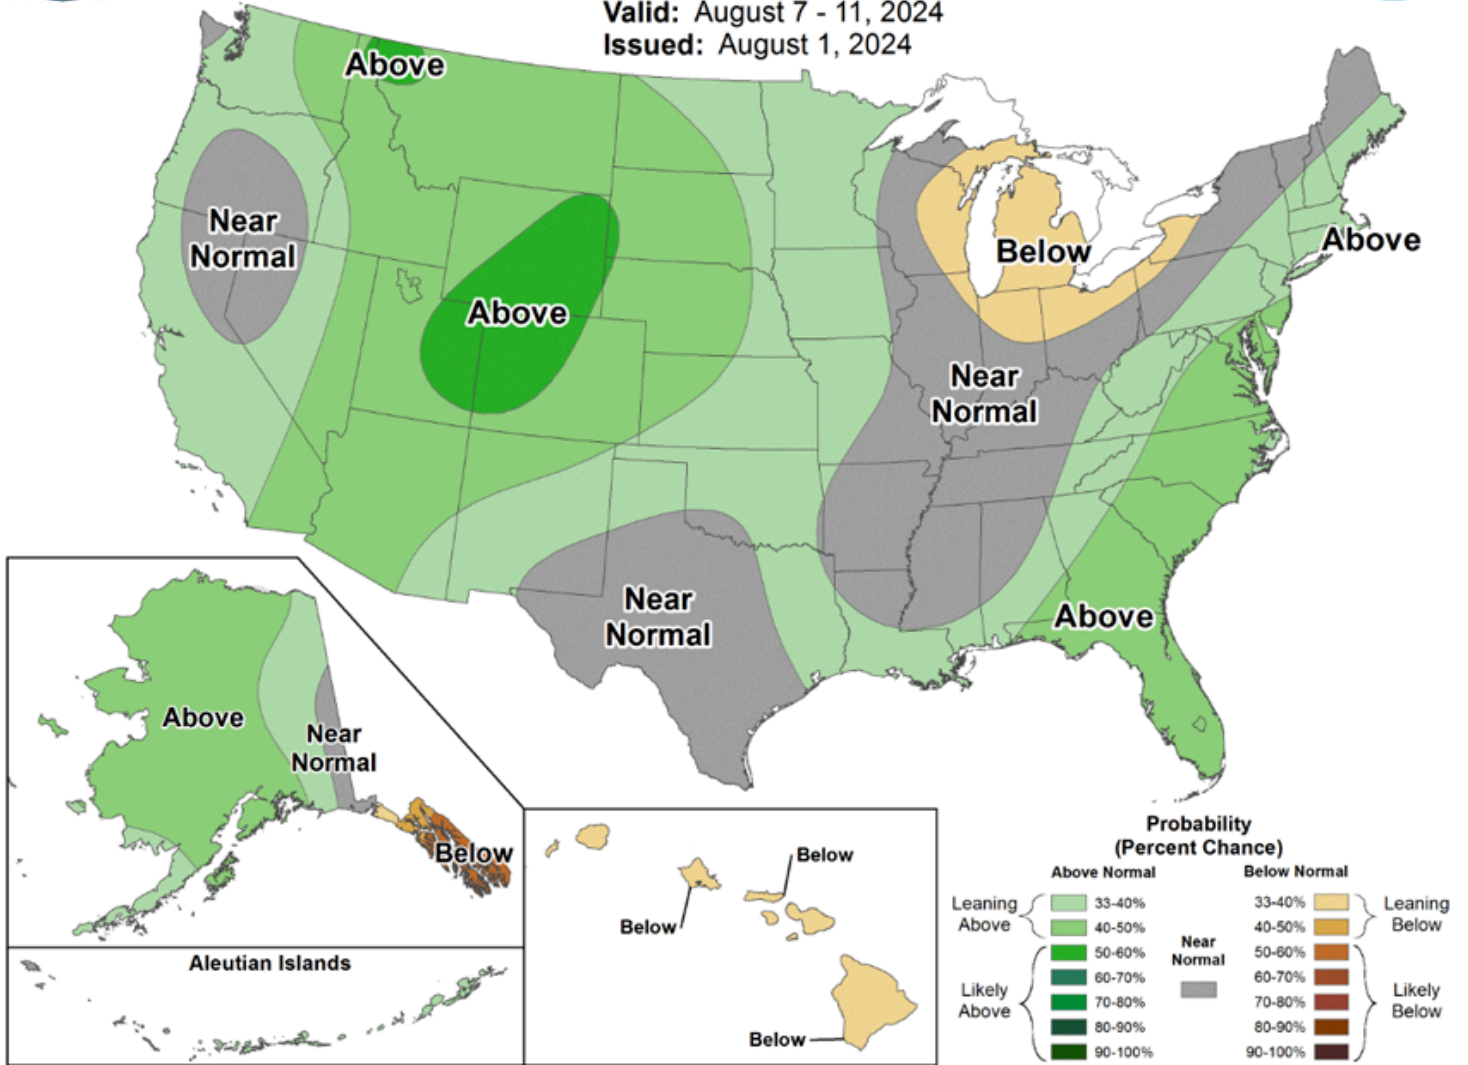 Valid: August 7 - 11, 2024
Issued: August 1, 2024
Above
Near
Normal
Above
Below
Above
Near
Normal
Near
Normal
Above
Above
Near
Normal
Below
Aleutian Islands
Below
Below
Below
Probability
(Percent Chance)
Above Normal
Below Normal
Leaning
Above
33-40%
40-50%
50-60%
60-70%
70-80%
80-90%
90-100%
Likely
Above
Near
Normal
33-40%
40-50%
50-60%
60-70%
70-80%
80-90%
90-100%
Leaning
Below
Likely
Below